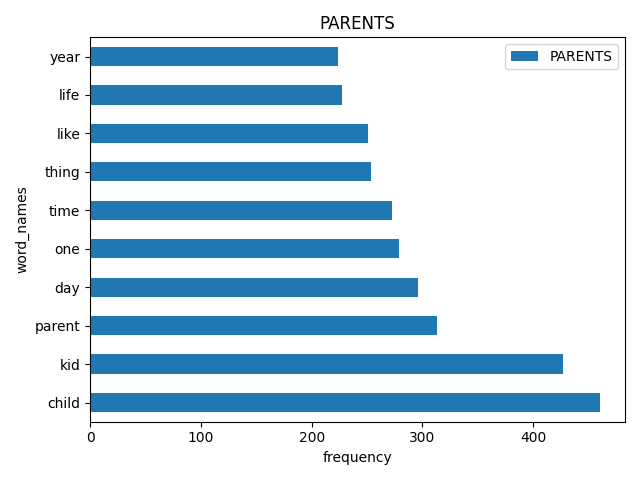 PARENTS
PARENTS
year
life
like
thing
time
one
day
parent
kid
child
word_names
0 100 200 300 400
frequency